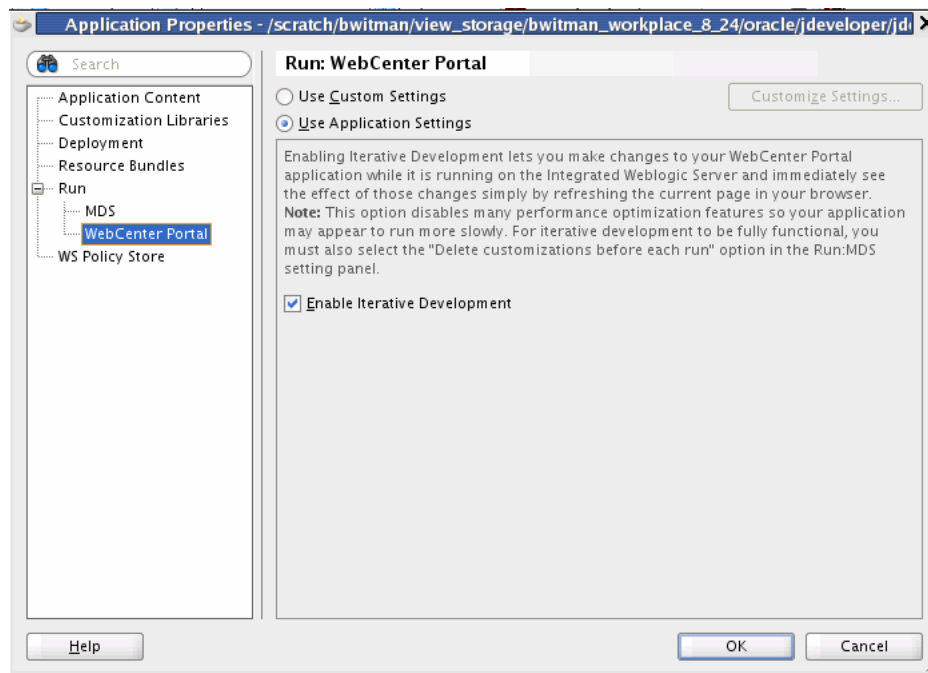 Application Properties - /scratch/bwitman/view_storage/bwitman_workplace_8_24/oracle/jdeveloper/
Search
Application Content
Customization Libraries
Deployment
Resource Bundles
Run
MDS
WebCenter Portal
WS Policy Store
Run: WebCenter Portal
Use Custom Settings
Customize Settings...
Use Application Settings
Enabling Iterative Development lets you make changes to your WebCenter Portal
application while it is running on the Integrated Weblogic Server and immediately see
the effect of those changes simply by refreshing the current page in your browser.
Note: This option disables many performance optimization features so your application
may appear to run more slowly. For iterative development to be fully functional, you
must also select the "Delete customizations before each run" option in the Run:MDS
setting panel.
Enable Iterative Development
Help
OK
Cancel